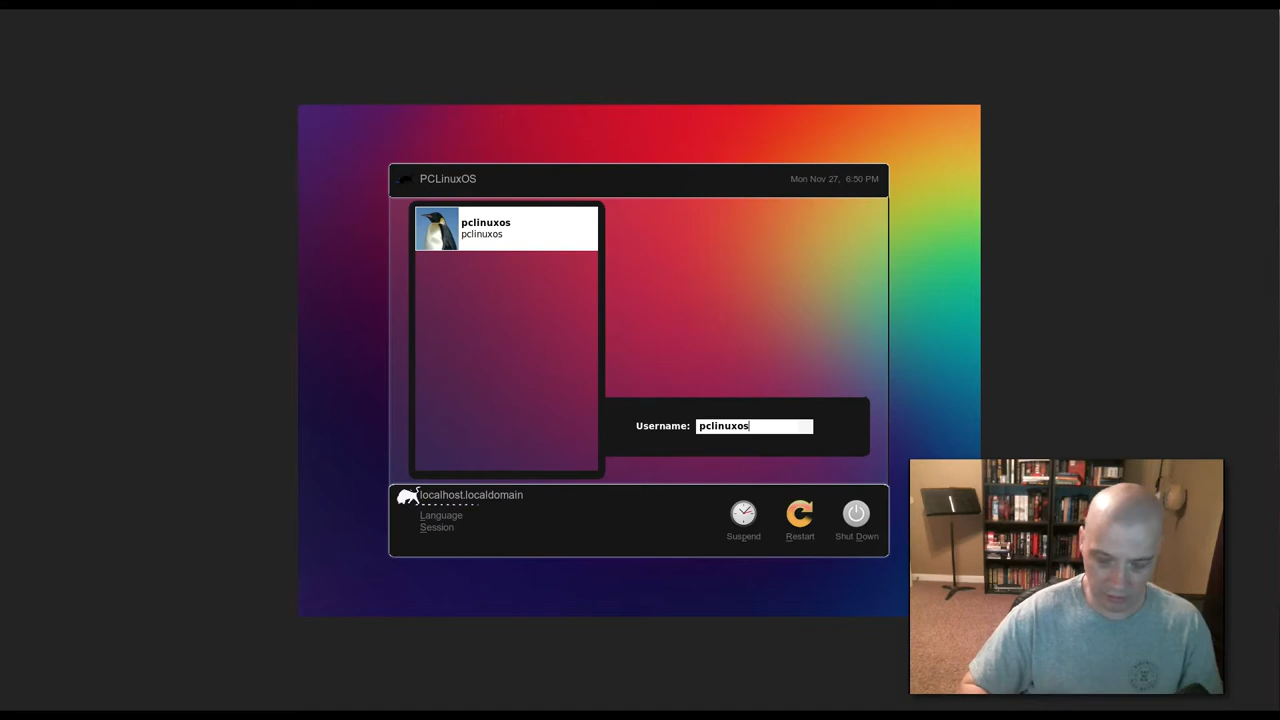 PCLinuxOS
Mon Nov 27, 6:50 PM
pclinuxos
pclinuxos
Username: pclinuxos
localhost.localdomain
Language
Session
Suspend
Restart
Shut Down